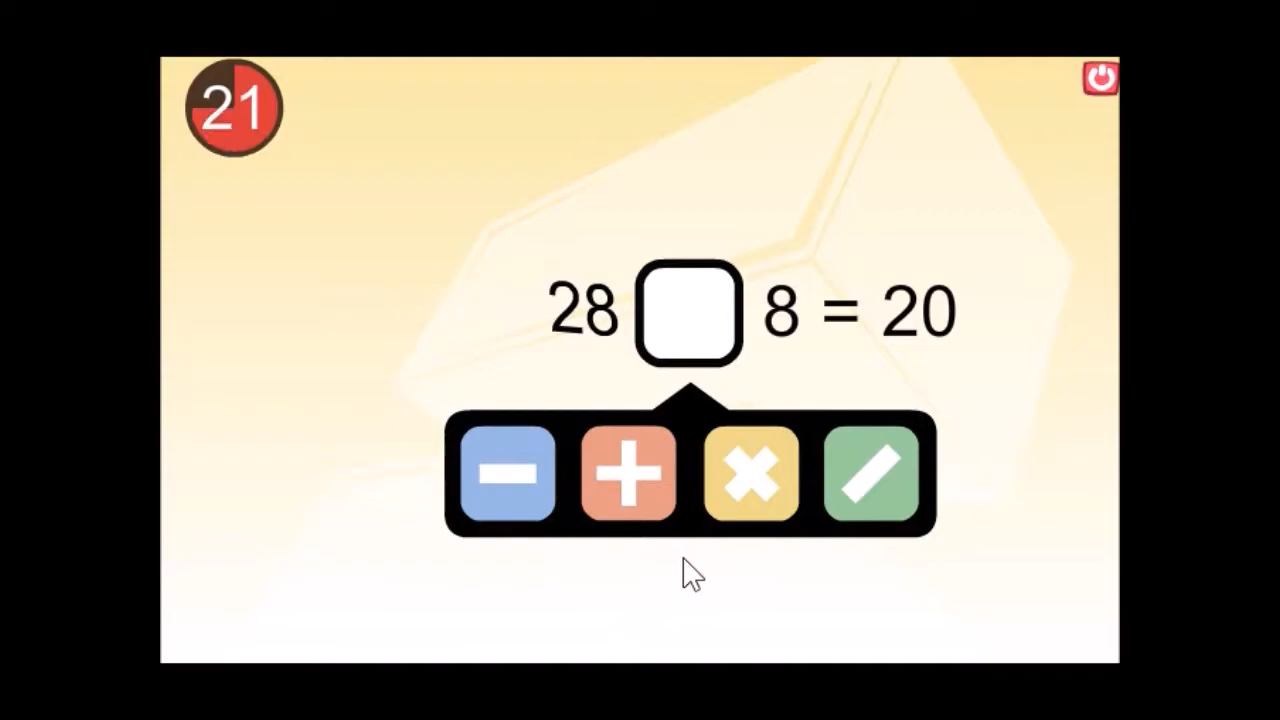 21
28 8 = 20
- + × /